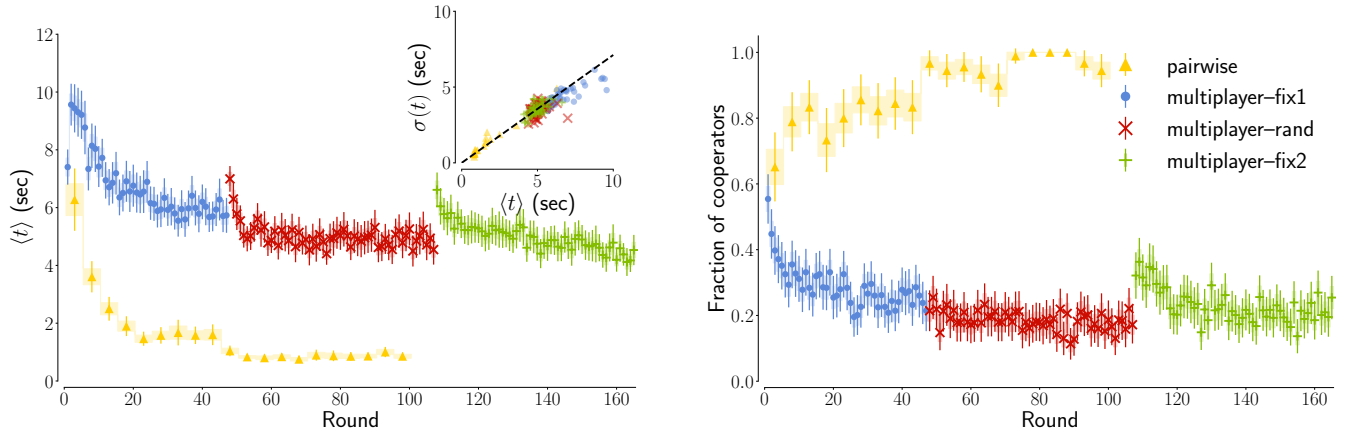 12
10
8
6
4
2
0
⟨t⟩ (sec)
0 20 40 60 80 100 120 140 160
Round
10
5
0
σ(t) (sec)
0 5 10
⟨t⟩ (sec)
1.0
0.8
0.6
0.4
0.2
0.0
Fraction of cooperators
0 20 40 60 80 100 120 140 160
Round
pairwise
multiplayer–fix1
multiplayer–rand
multiplayer–fix2